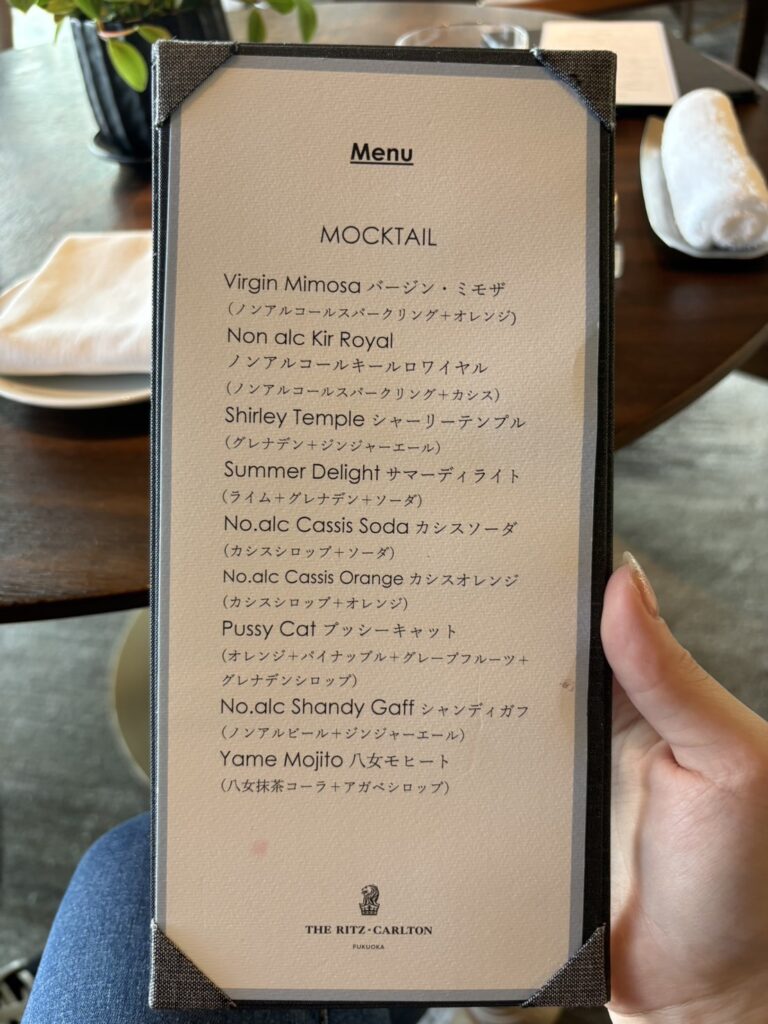 Menu
MOCKTAIL
Virgin Mimosa バージン・ミモザ
(ノンアルコールスパークリング+オレンジ)
Non alc Kir Royal
ノンアルコールキールロワイヤル
(ノンアルコールスパークリング+カシス)
Shirley Temple シャーリーテンプル
(グレナデン+ジンジャーエール)
Summer Delight サマーディライト
(ライム+グレナデン+ソーダ)
No.alc Cassis Soda カシスソーダ
(カシスシロップ+ソーダ)
No.alc Cassis Orange カシスオレンジ
(カシスシロップ+オレンジ)
Pussy Cat プッシーキャット
(オレンジ+パイナップル+グレープフルーツ+
グレナデンシロップ)
No.alc Shandy Gaff シャンディガフ
(ノンアルビール+ジンジャーエール)
Yame Mojito 八女モヒート
(八女抹茶コーラ+アガベシロップ)
THE RITZ-CARLTON
FUKUOKA